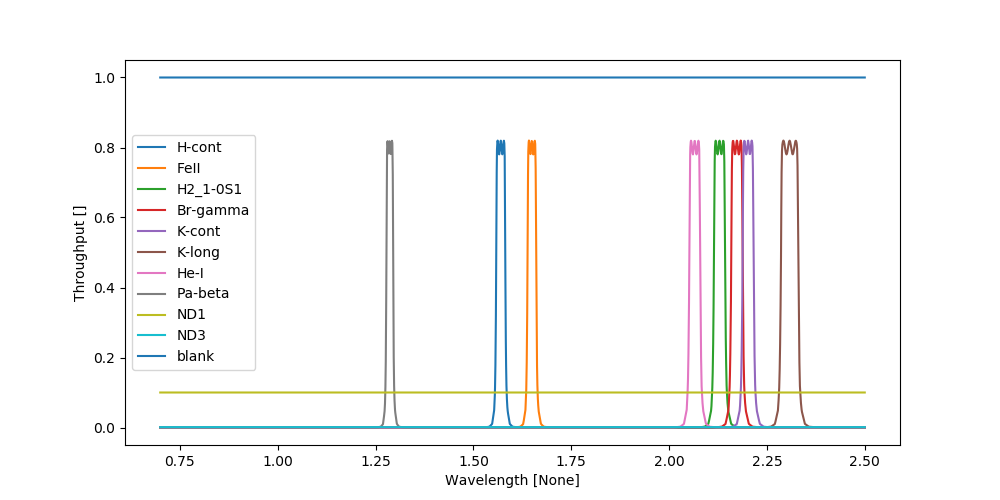 1.0
0.8
0.6
0.4
0.2
0.0
Throughput []
H-cont
FeII
H2_1-0S1
Br-gamma
K-cont
K-long
He-I
Pa-beta
ND1
ND3
blank
0.75 1.00 1.25 1.50 1.75 2.00 2.25 2.50
Wavelength [None]